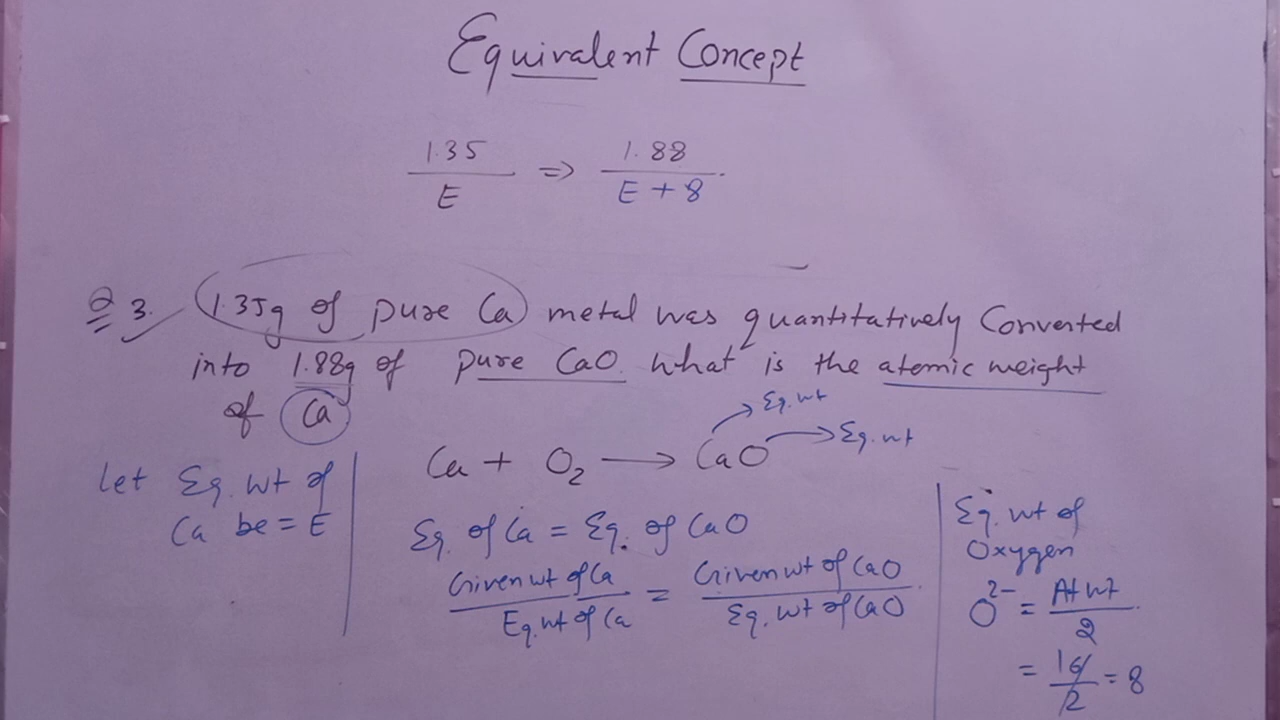 Equivalent Concept
1.35 / E => 1.88 / E + 8
Q 3. 1.35g of pure Ca metal was quantitatively Converted
into 1.88g of pure CaO. What is the atomic weight
of Ca
Eq. wt
Eq. wt
Ca + O2 → CaO
Let Eq. wt of
Ca be = E
Eq. of Ca = Eq. of CaO
Given wt of Ca / Eq. wt of Ca = Given wt of CaO / Eq. wt of CaO
Eq. wt of
Oxygen
O2- = At wt / 2
= 16 / 2 = 8